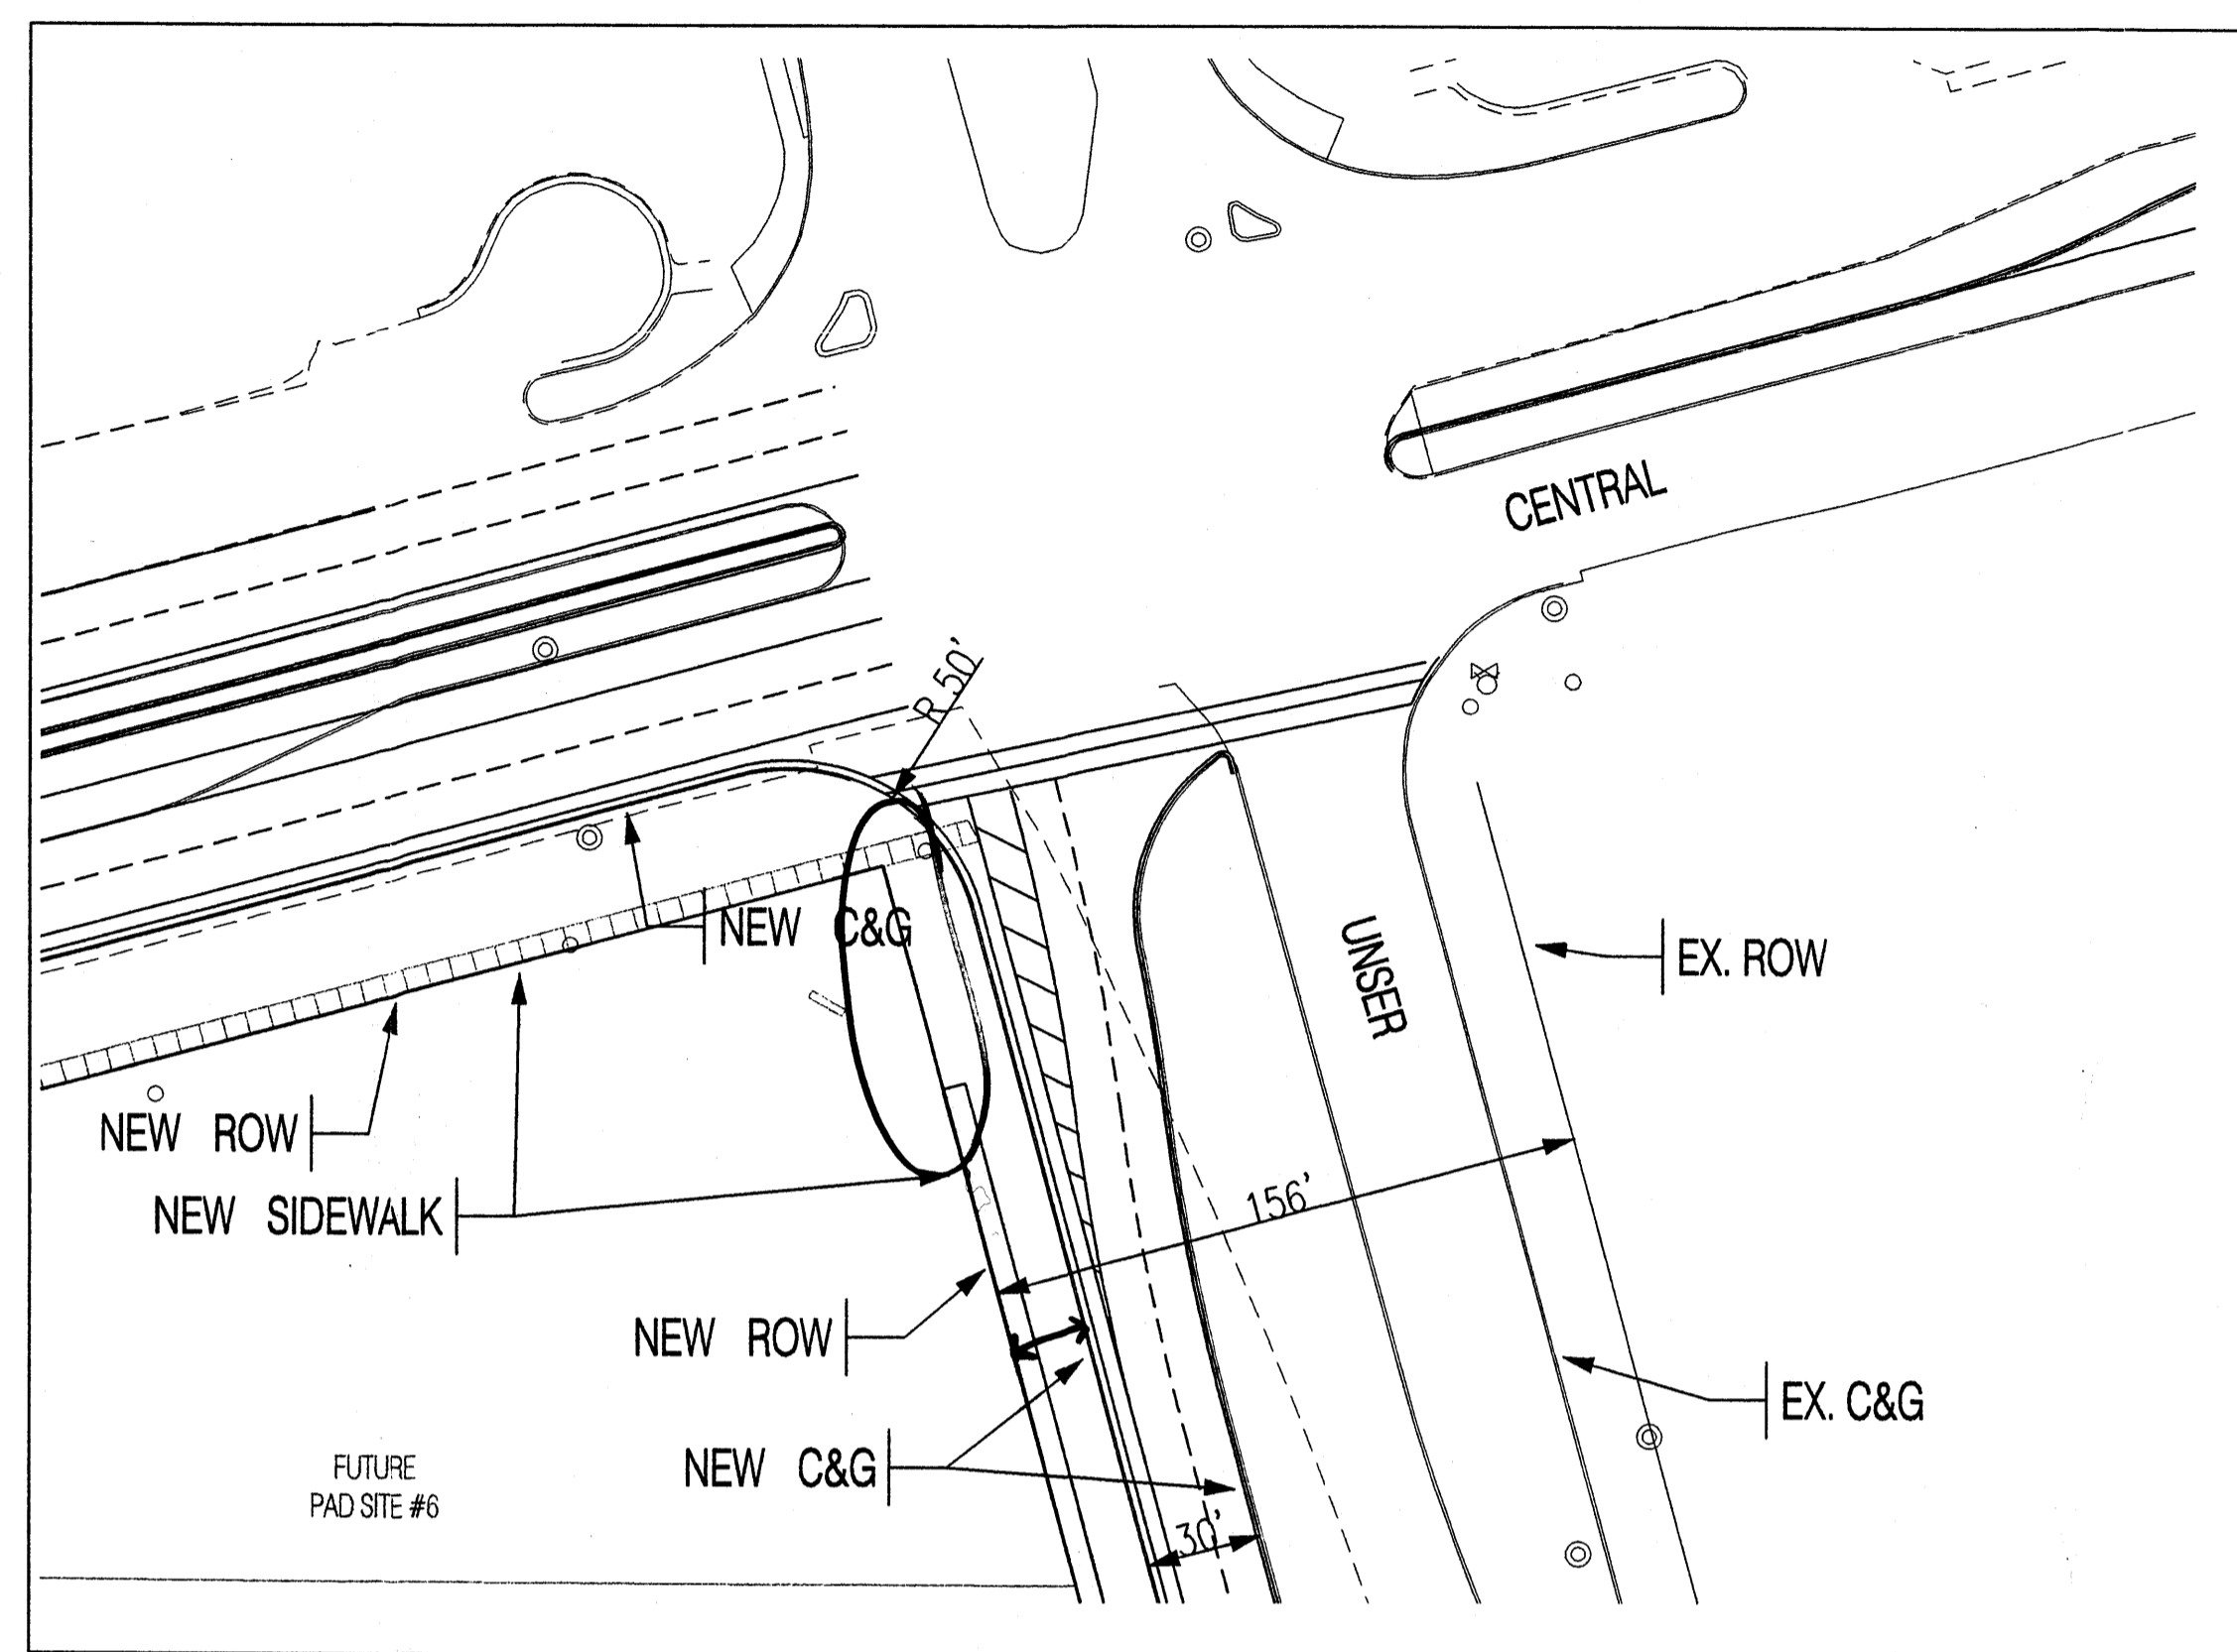 CENTRAL
R 50'
NEW C&G
UNSER
EX. ROW
NEW ROW
NEW SIDEWALK
156'
NEW ROW
EX. C&G
NEW C&G
FUTURE
PAD SITE #6
30'